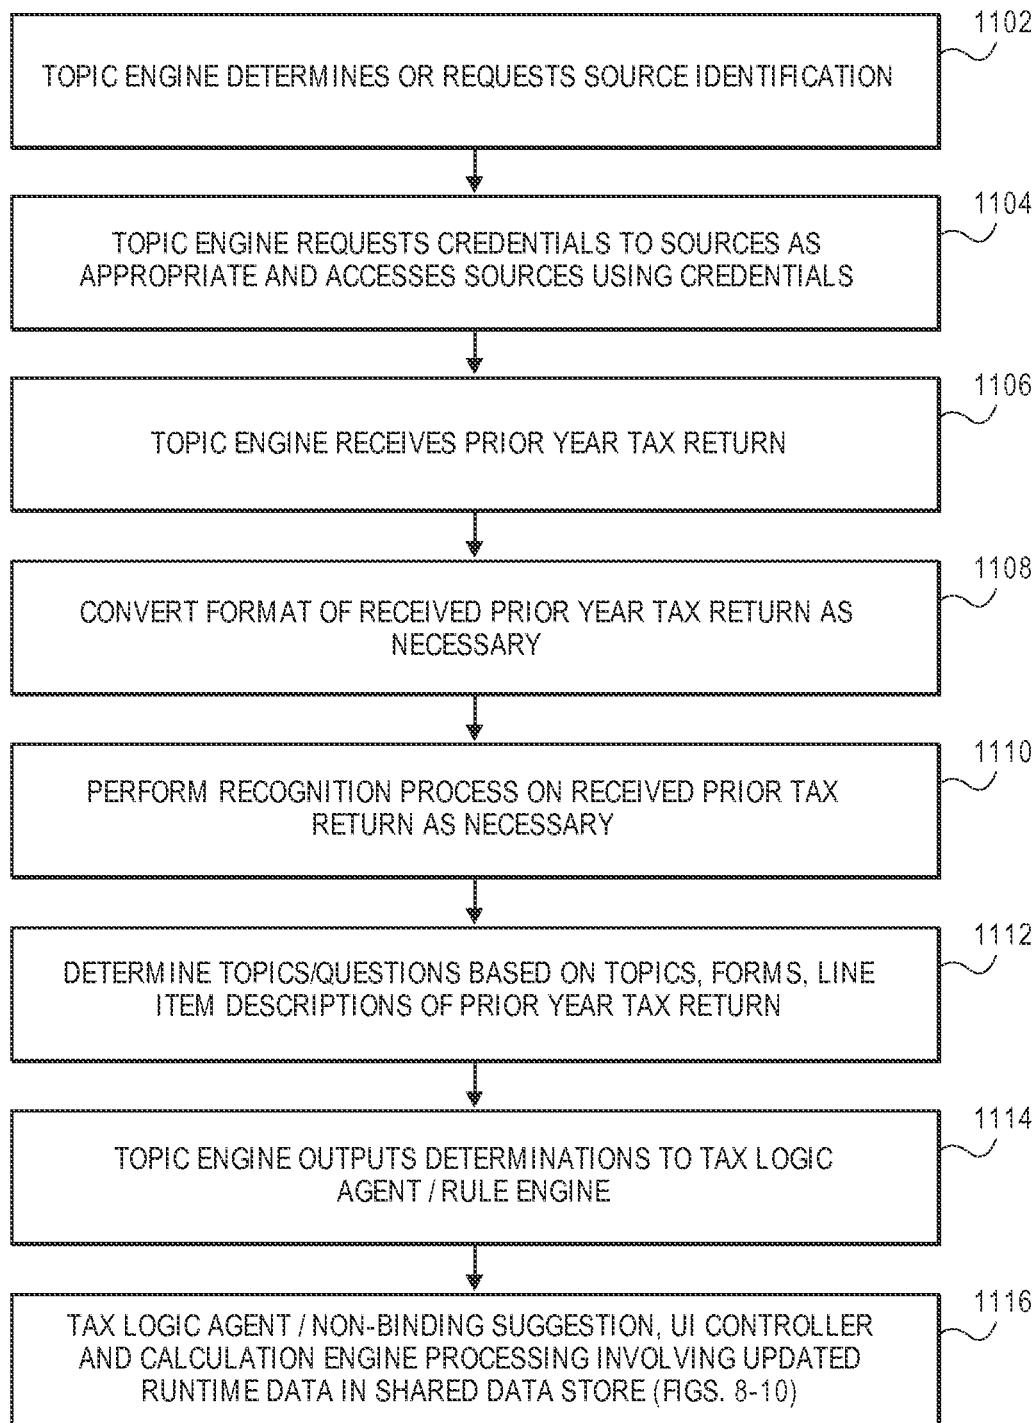 1102
TOPIC ENGINE DETERMINES OR REQUESTS SOURCE IDENTIFICATION
1104
TOPIC ENGINE REQUESTS CREDENTIALS TO SOURCES AS
APPROPRIATE AND ACCESSES SOURCES USING CREDENTIALS
1106
TOPIC ENGINE RECEIVES PRIOR YEAR TAX RETURN
1108
CONVERT FORMAT OF RECEIVED PRIOR YEAR TAX RETURN AS
NECESSARY
1110
PERFORM RECOGNITION PROCESS ON RECEIVED PRIOR TAX
RETURN AS NECESSARY
1112
DETERMINE TOPICS/QUESTIONS BASED ON TOPICS, FORMS, LINE
ITEM DESCRIPTIONS OF PRIOR YEAR TAX RETURN
1114
TOPIC ENGINE OUTPUTS DETERMINATIONS TO TAX LOGIC
AGENT / RULE ENGINE
1116
TAX LOGIC AGENT / NON-BINDING SUGGESTION, UI CONTROLLER
AND CALCULATION ENGINE PROCESSING INVOLVING UPDATED
RUNTIME DATA IN SHARED DATA STORE (FIGS. 8-10)